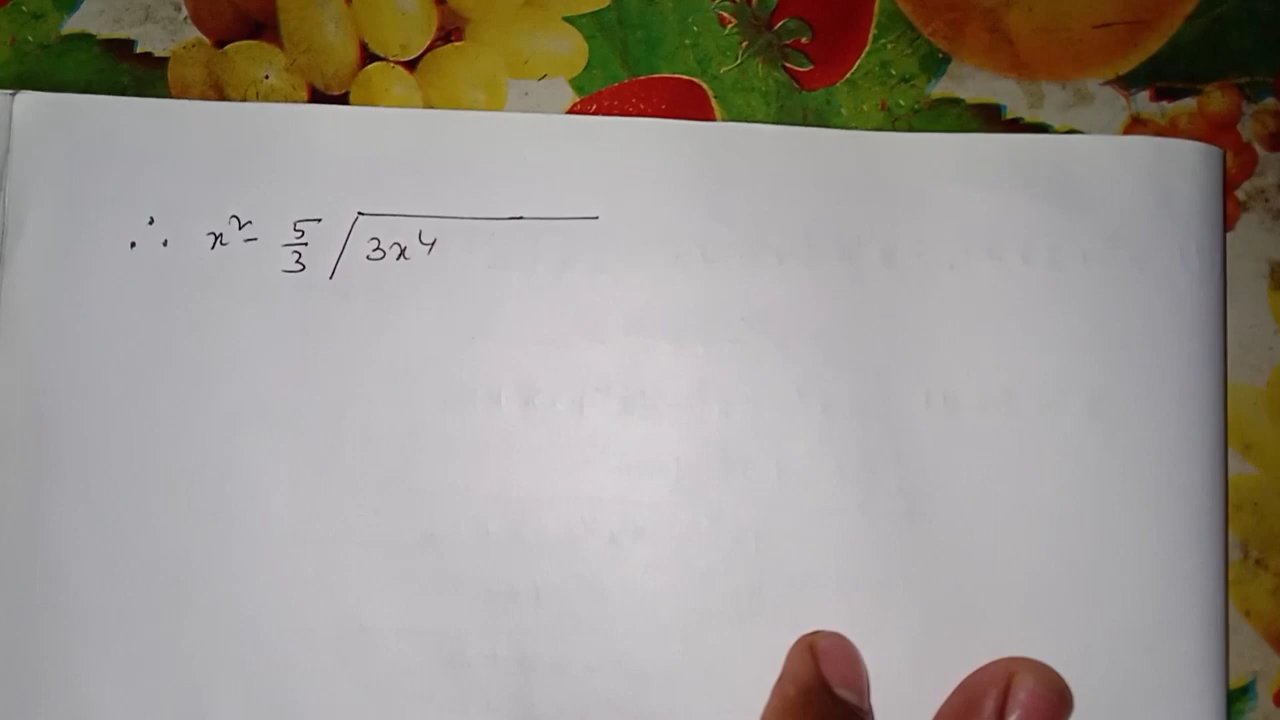 ∴ x² - 5/3 / 3x⁴